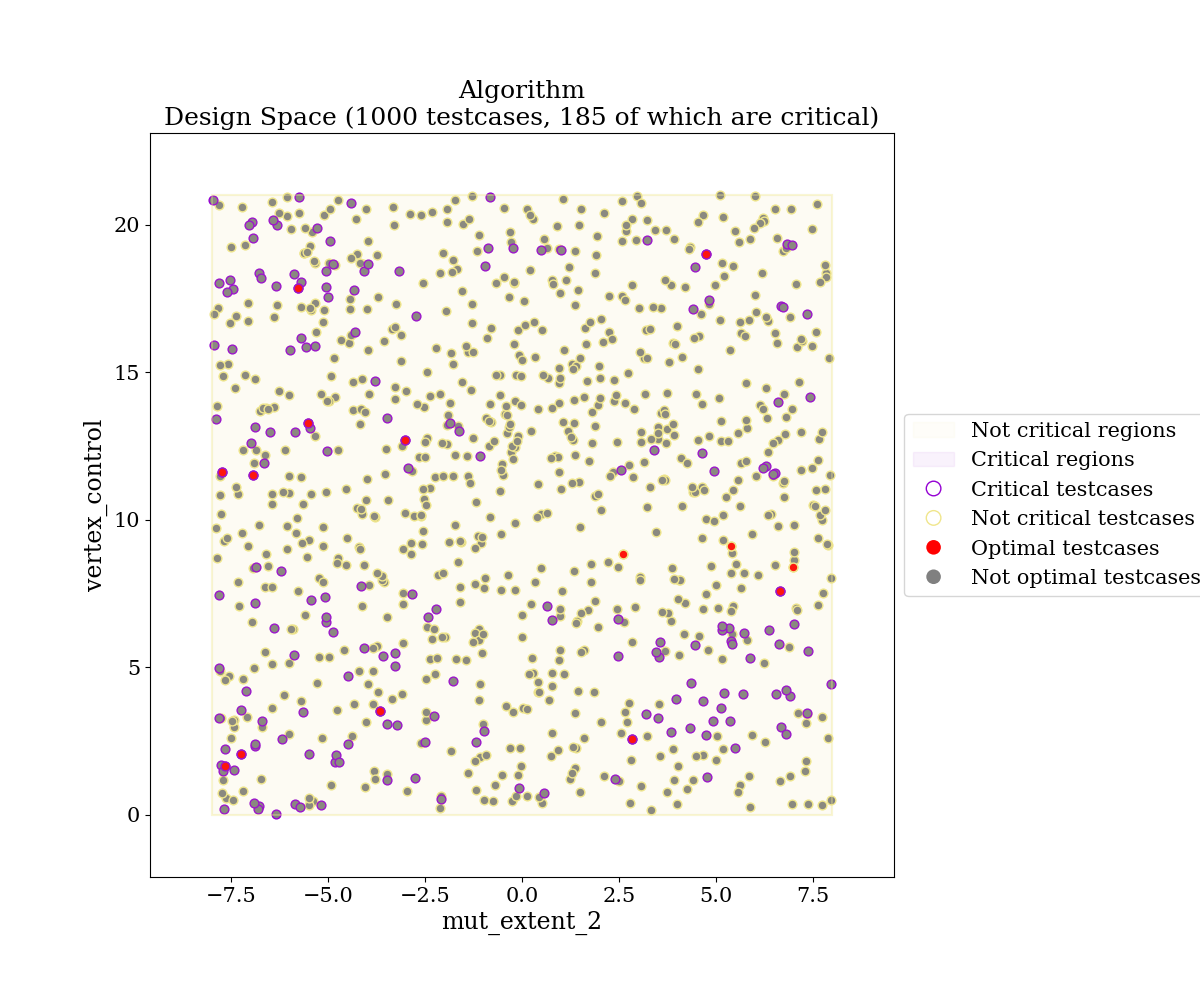 Algorithm
Design Space (1000 testcases, 185 of which are critical)
20
15
10
5
0
vertex_control
−7.5
−5.0
−2.5
0.0
2.5
5.0
7.5
mut_extent_2
Not critical regions
Critical regions
Critical testcases
Not critical testcases
Optimal testcases
Not optimal testcases